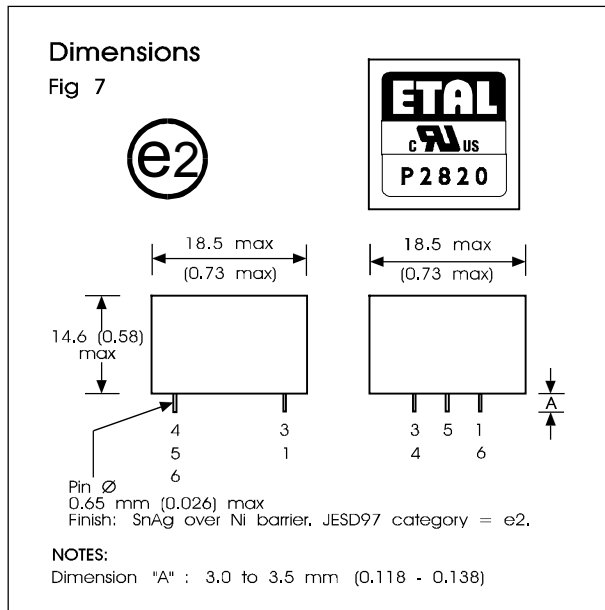 Dimensions
Fig 7
e2
ETAL
C RU US
P2820
18.5 max
(0.73 max)
18.5 max
(0.73 max)
14.6 (0.58)
max
A
4
5
6
3
1
3
4
5
1
6
Pin Ø
0.65 mm (0.026) max
Finish: SnAg over Ni barrier. JESD97 category = e2.
NOTES:
Dimension "A" : 3.0 to 3.5 mm (0.118 - 0.138)